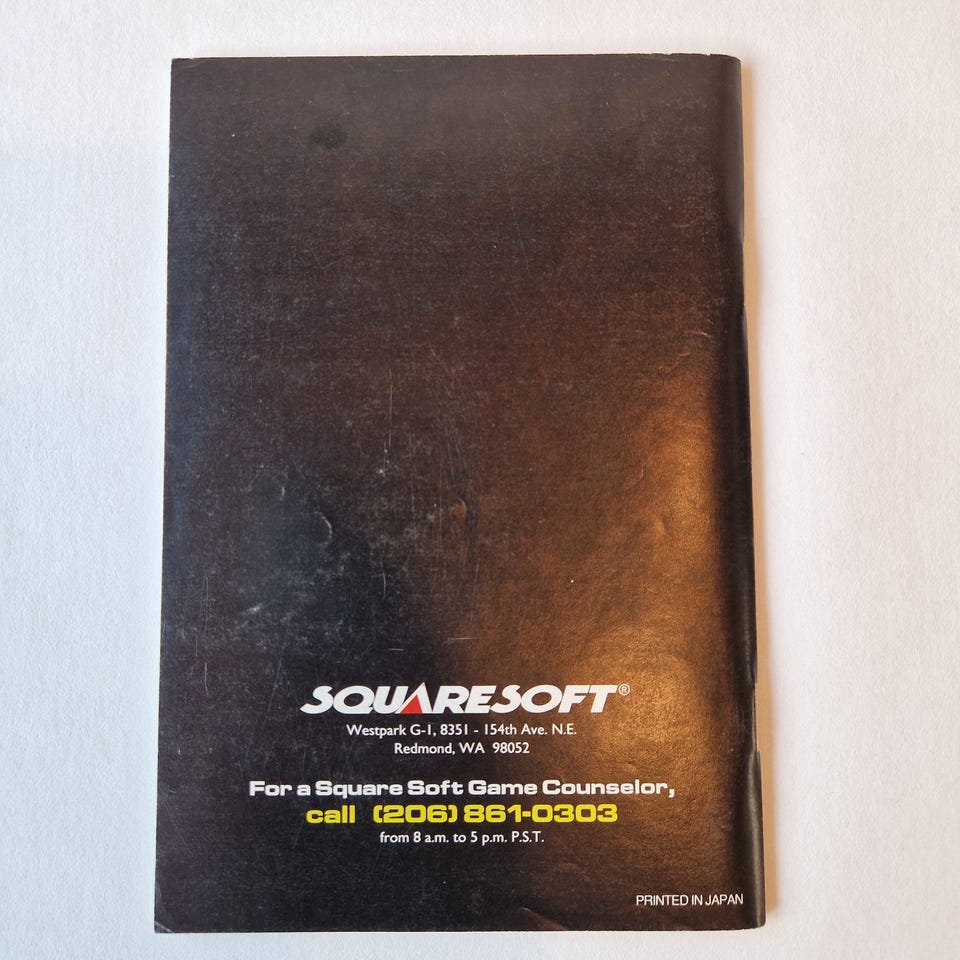 SQUARESOFT®
Westpark G-1, 8351 - 154th Ave. N.E.
Redmond, WA 98052
For a Square Soft Game Counselor,
call (206) 861-0303
from 8 a.m. to 5 p.m. P.S.T.
PRINTED IN JAPAN